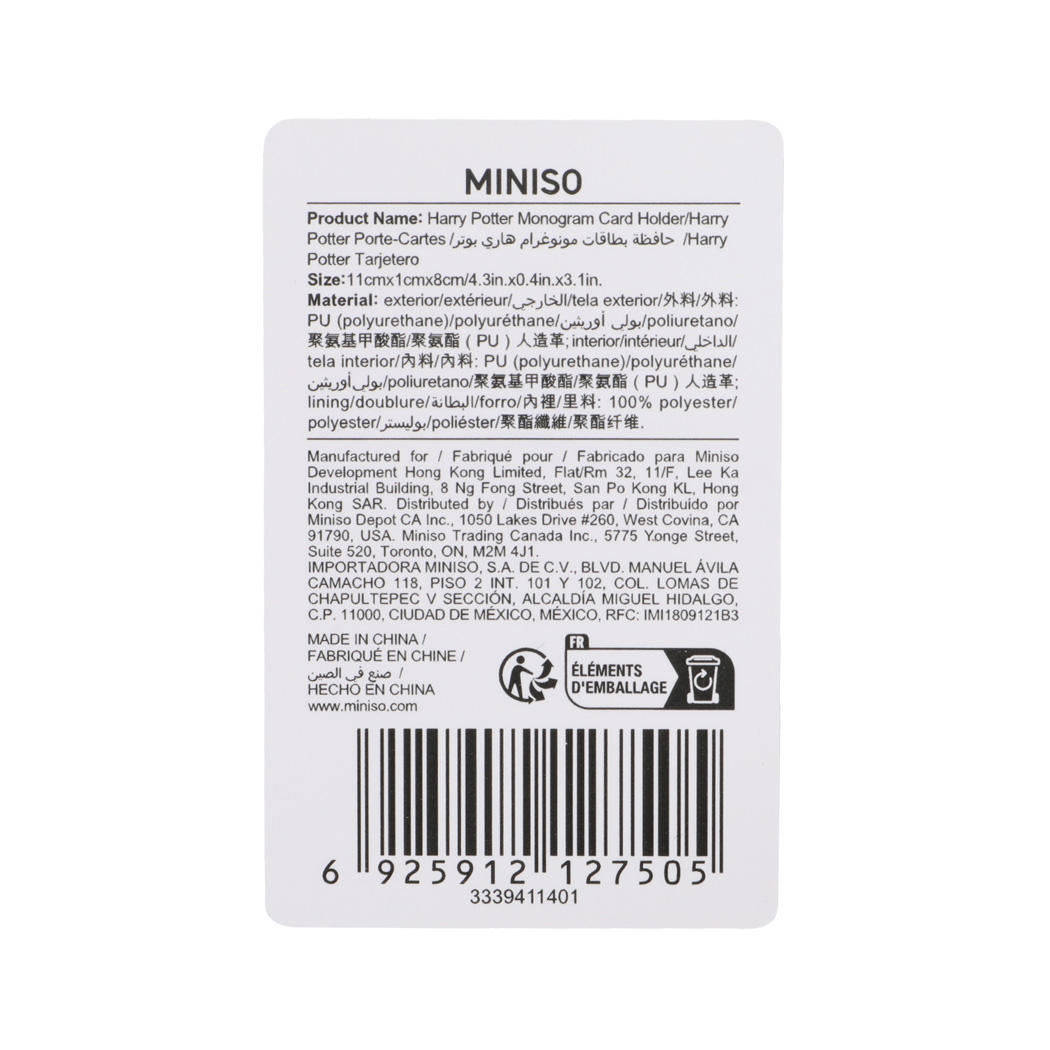 MINISO
Product Name: Harry Potter Monogram Card Holder/Harry
Potter Porte-Cartes /حافظة بطاقات مونوغرام هاري بوتر /Harry
Potter Tarjetero
Size:11cmx1cmx8cm/4.3in.x0.4in.x3.1in.
Material: exterior/extérieur/الخارجي/tela exterior/外料/外料:
PU (polyurethane)/polyuréthane/بولي أوريثين/poliuretano/
聚氨基甲酸酯/聚氨酯（PU）人造革; interior/intérieur/الداخلي/
tela interior/內料/内料: PU (polyurethane)/polyuréthane/
بولي أوريثين/poliuretano/聚氨基甲酸酯/聚氨酯（PU）人造革;
lining/doublure/البطانة/forro/內裡/里料: 100% polyester/
polyester/بوليستر/poliéster/聚酯纖維/聚酯纤维.
Manufactured for / Fabriqué pour / Fabricado para Miniso
Development Hong Kong Limited, Flat/Rm 32, 11/F, Lee Ka
Industrial Building, 8 Ng Fong Street, San Po Kong KL, Hong
Kong SAR. Distributed by / Distribués par / Distribuido por
Miniso Depot CA Inc., 1050 Lakes Drive #260, West Covina, CA
91790, USA. Miniso Trading Canada Inc., 5775 Yonge Street,
Suite 520, Toronto, ON, M2M 4J1.
IMPORTADORA MINISO, S.A. DE C.V., BLVD. MANUEL ÁVILA
CAMACHO 118, PISO 2 INT. 101 Y 102, COL. LOMAS DE
CHAPULTEPEC V SECCIÓN, ALCALDÍA MIGUEL HIDALGO,
C.P. 11000, CIUDAD DE MÉXICO, MÉXICO, RFC: IMI1809121B3
MADE IN CHINA /
FABRIQUÉ EN CHINE /
صنع في الصين /
HECHO EN CHINA
www.miniso.com
FR
ÉLÉMENTS
D'EMBALLAGE
6 925912 127505
3339411401